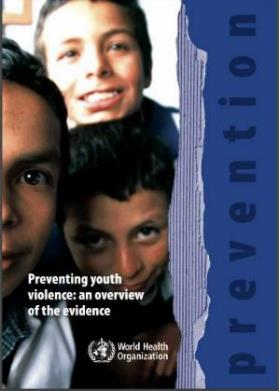 prevention
Preventing youth
violence: an overview
of the evidence
World Health
Organization